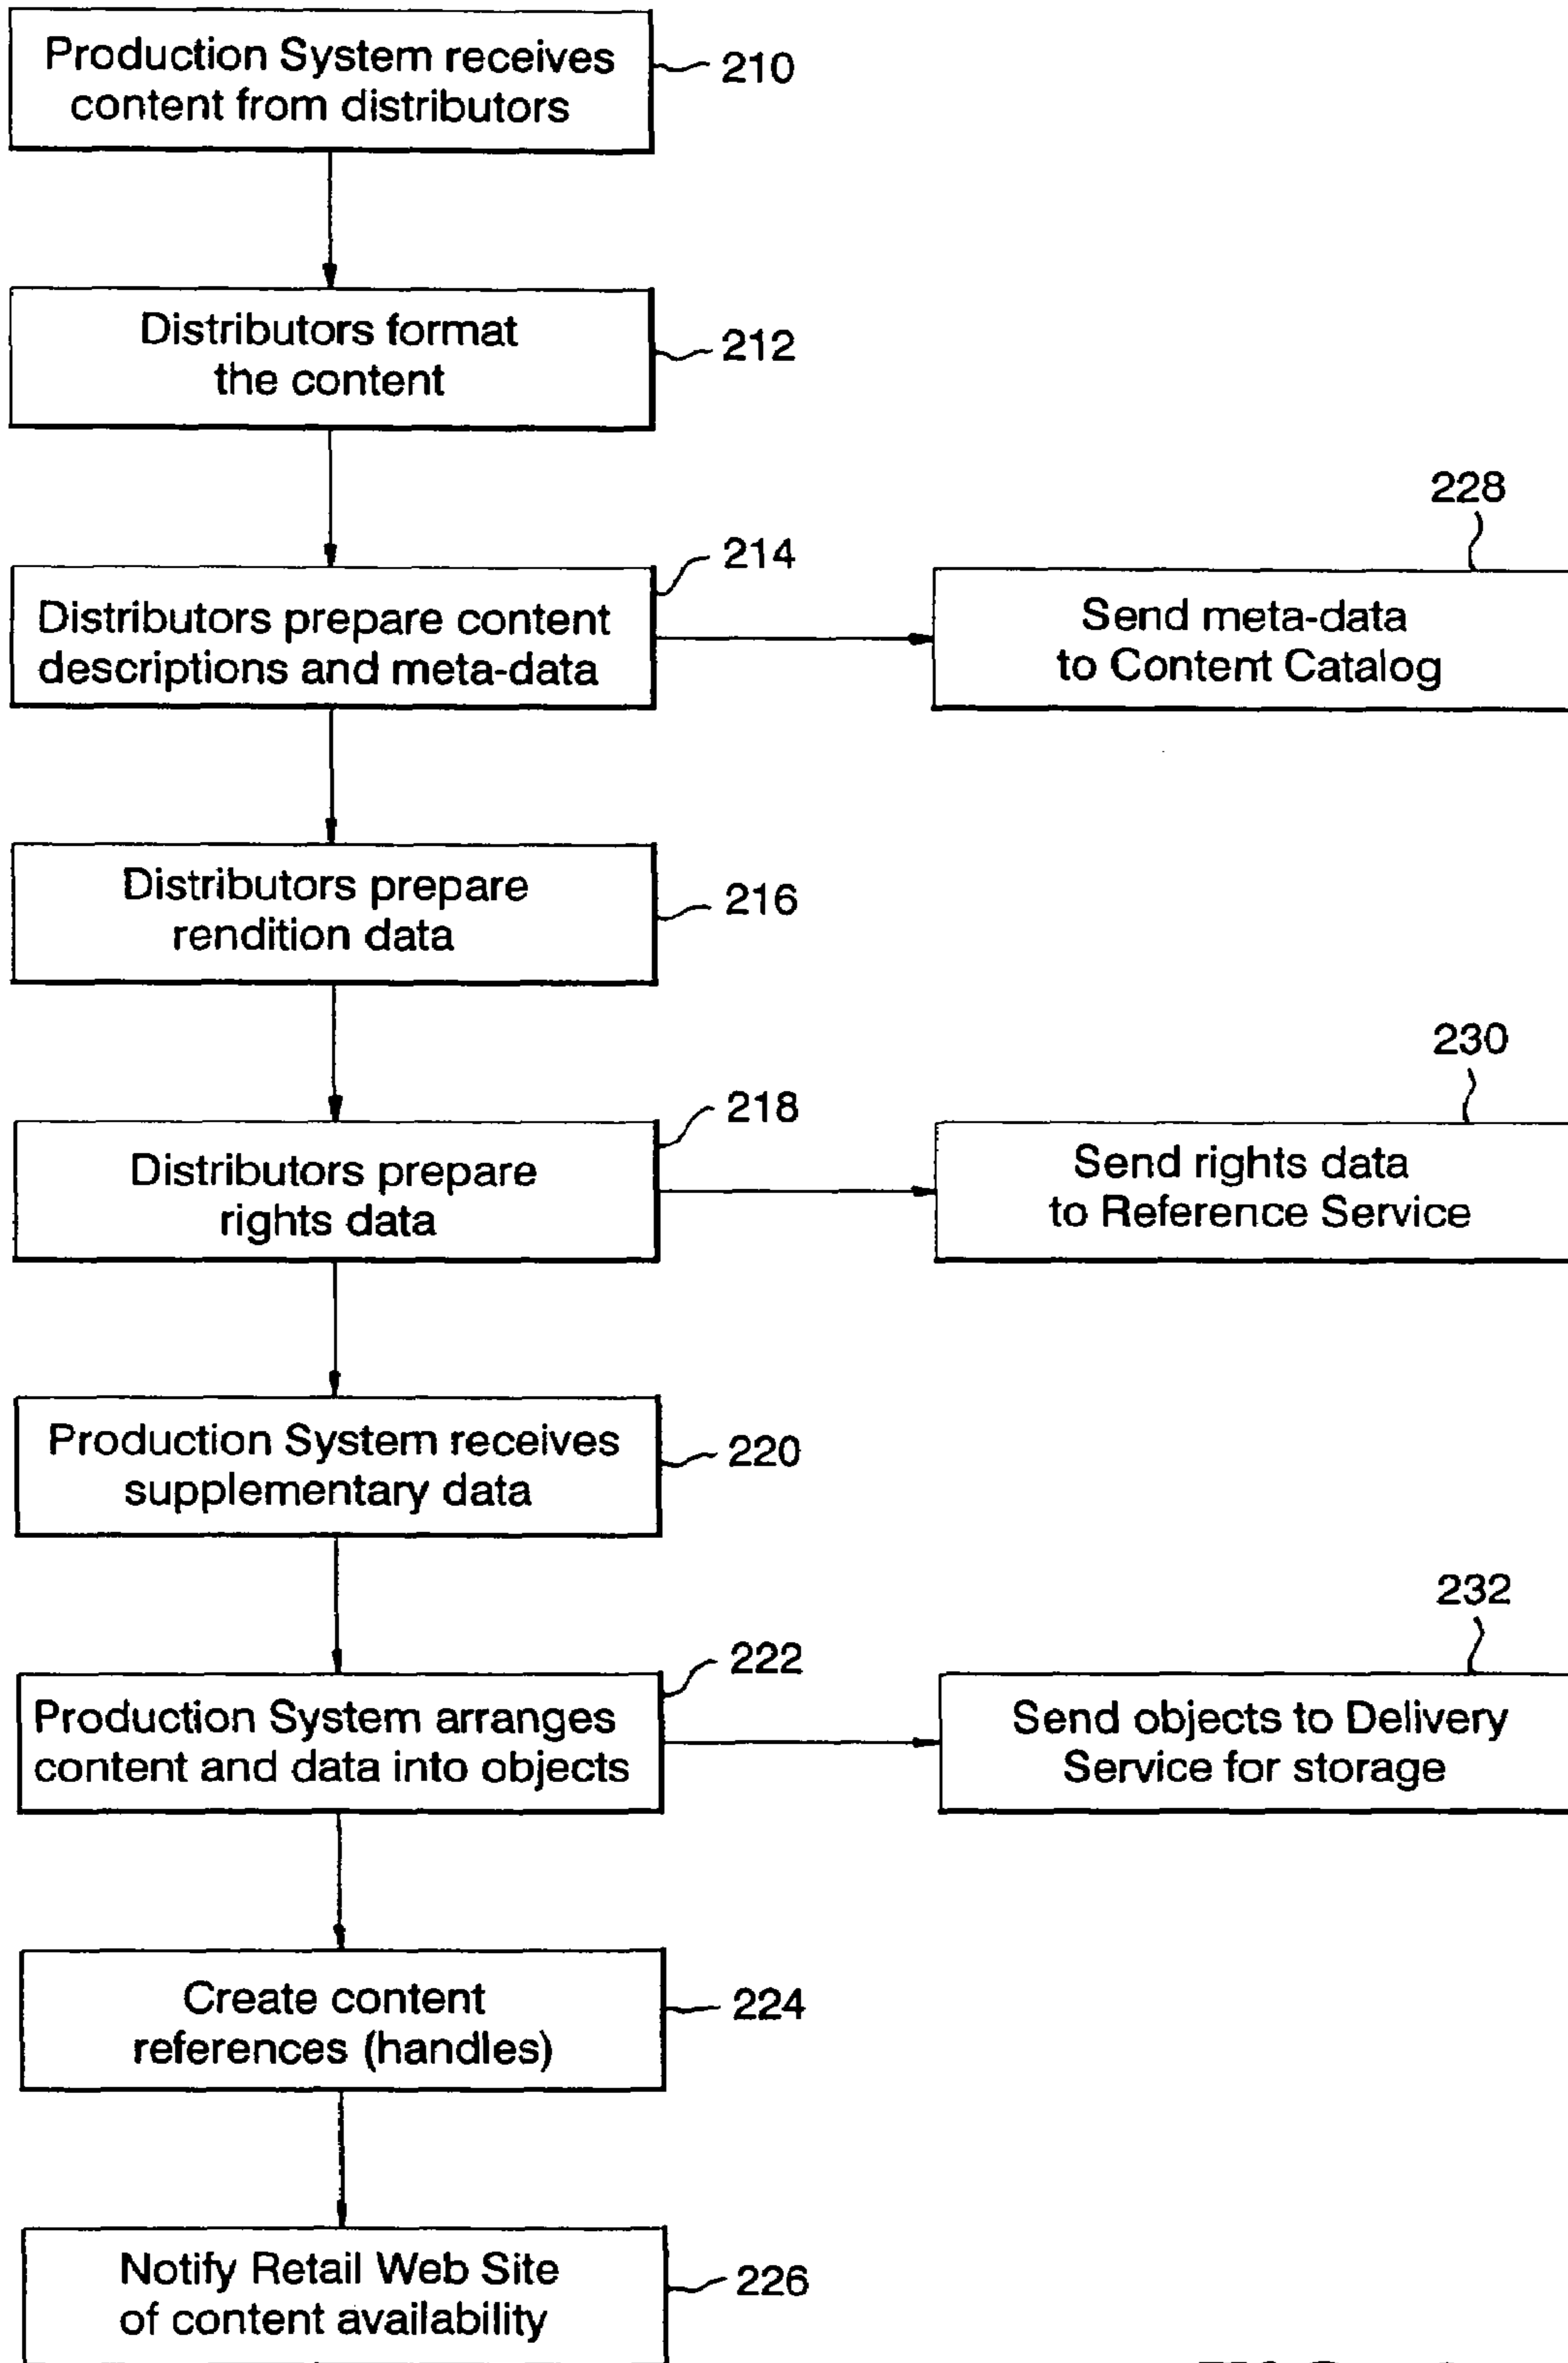 Production System receives
content from distributors
210
Distributors format
the content
212
214
228
Distributors prepare content
descriptions and meta-data
Send meta-data
to Content Catalog
Distributors prepare
rendition data
216
218
230
Distributors prepare
rights data
Send rights data
to Reference Service
Production System receives
supplementary data
220
222
232
Production System arranges
content and data into objects
Send objects to Delivery
Service for storage
Create content
references (handles)
224
Notify Retail Web Site
of content availability
226